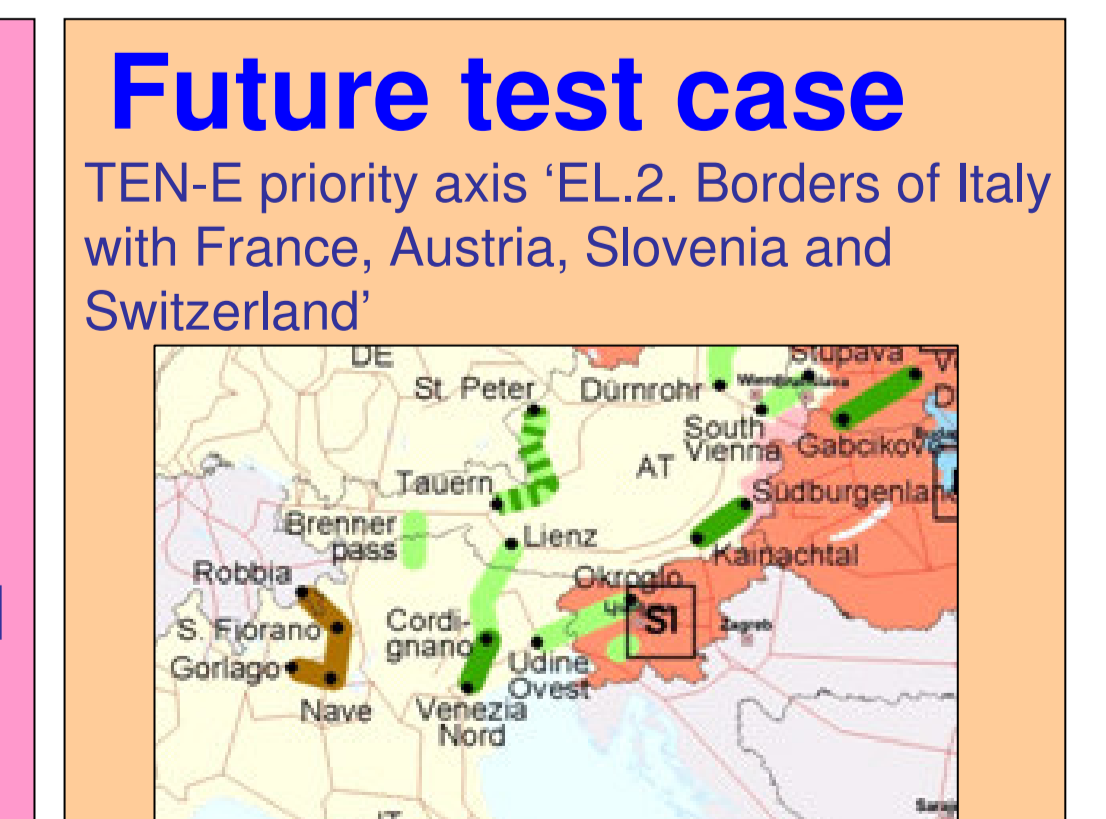 Future test case
TEN-E priority axis ‘EL.2. Borders of Italy
with France, Austria, Slovenia and
Switzerland’
DE
Stupava
St. Peter
Dürnrohr
Wien
South
Vienna
Gabcikovo
AT
Tauern
Südburgenland
Brenner
pass
Lienz
Kainachtal
Robbia
Okroglo
S. Fiorano
Cordi-
gnano
SI
Zagreb
Gorlago
Udine
Ovest
Nave
Venezia
Nord
IT